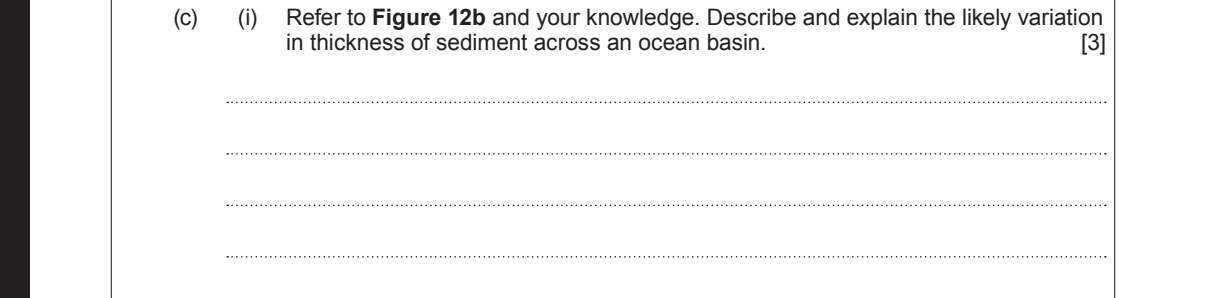 (c) (i) Refer to Figure 12b and your knowledge. Describe and explain the likely variation
in thickness of sediment across an ocean basin. [3]